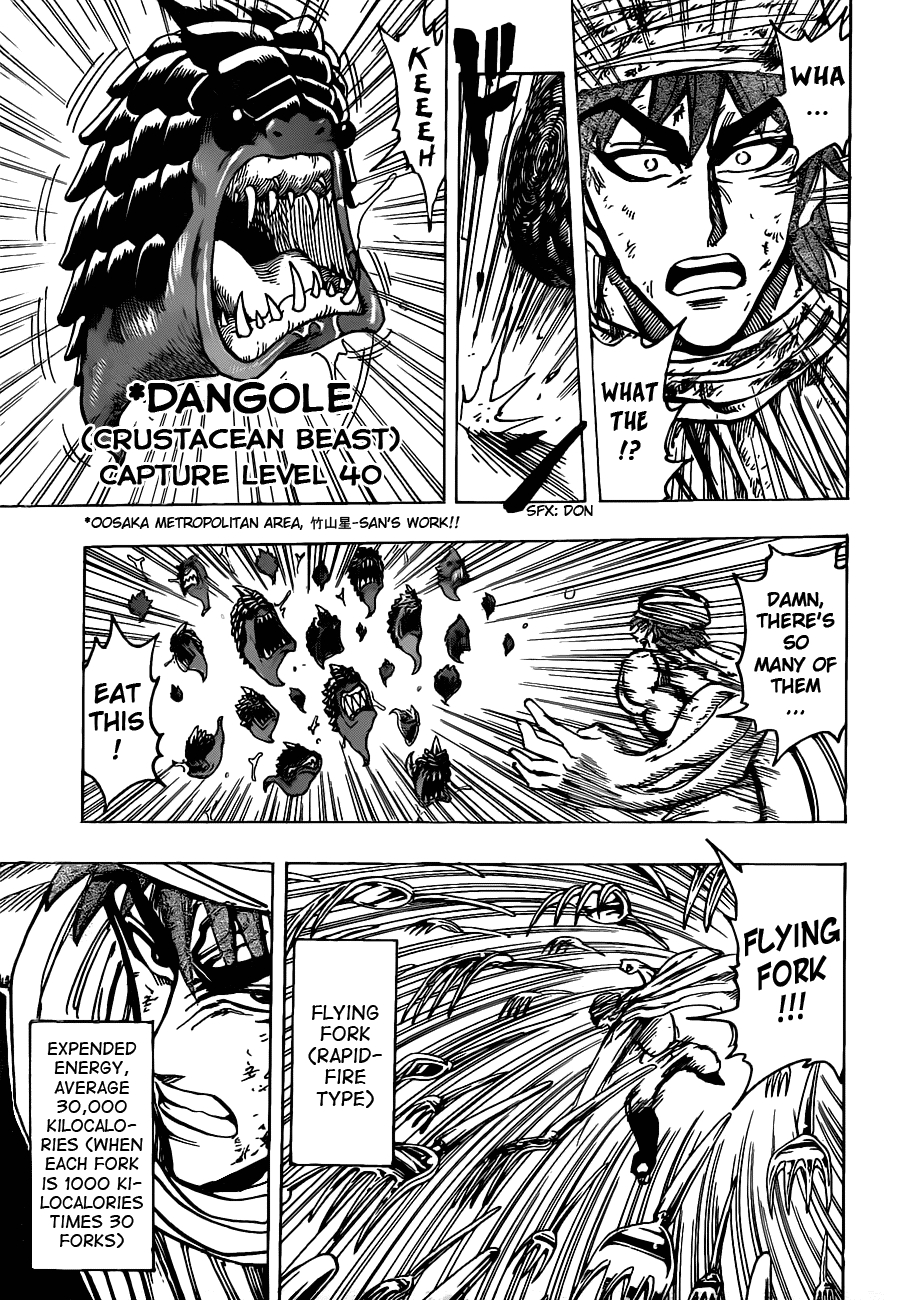 WHA
...
WHAT
THE
!?
ド
SFX: DON
KEEEH
*DANGOLE
(CRUSTACEAN BEAST)
CAPTURE LEVEL 40
*OOSAKA METROPOLITAN AREA, 竹山星-SAN'S WORK!!
DAMN,
THERE'S
SO
MANY OF
THEM
...
EAT
THIS
!
FLYING
FORK
!!!
FLYING
FORK
(RAPID-
FIRE
TYPE)
EXPENDED
ENERGY,
AVERAGE
30,000
KILOCALO-
RIES (WHEN
EACH FORK
IS 1000 KI-
LOCALORIES
TIMES 30
FORKS)